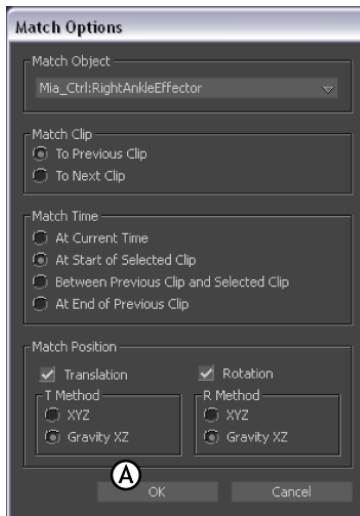 Match Options
Match Object
Mia_Ctrl:RightAnkleEffector
Match Clip
To Previous Clip
To Next Clip
Match Time
At Current Time
At Start of Selected Clip
Between Previous Clip and Selected Clip
At End of Previous Clip
Match Position
Translation Rotation
T Method R Method
XYZ XYZ
Gravity XZ Gravity XZ
A
OK Cancel